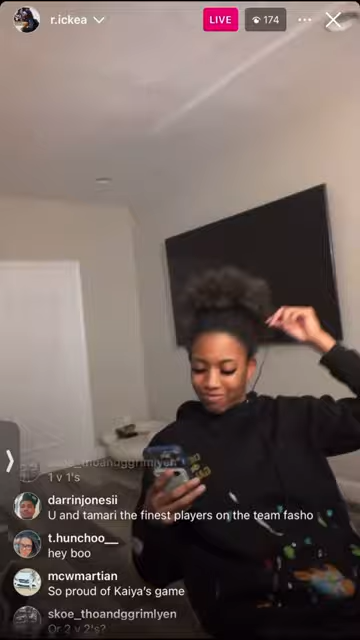 r.ickea
LIVE
174
skoe_thoandggrimlyen
1 v 1's
darrinjonesii
U and tamari the finest players on the team fasho
t.hunchoo__
hey boo
mcwmartian
So proud of Kaiya's game
skoe_thoandggrimlyen
Or 2 v 2's?